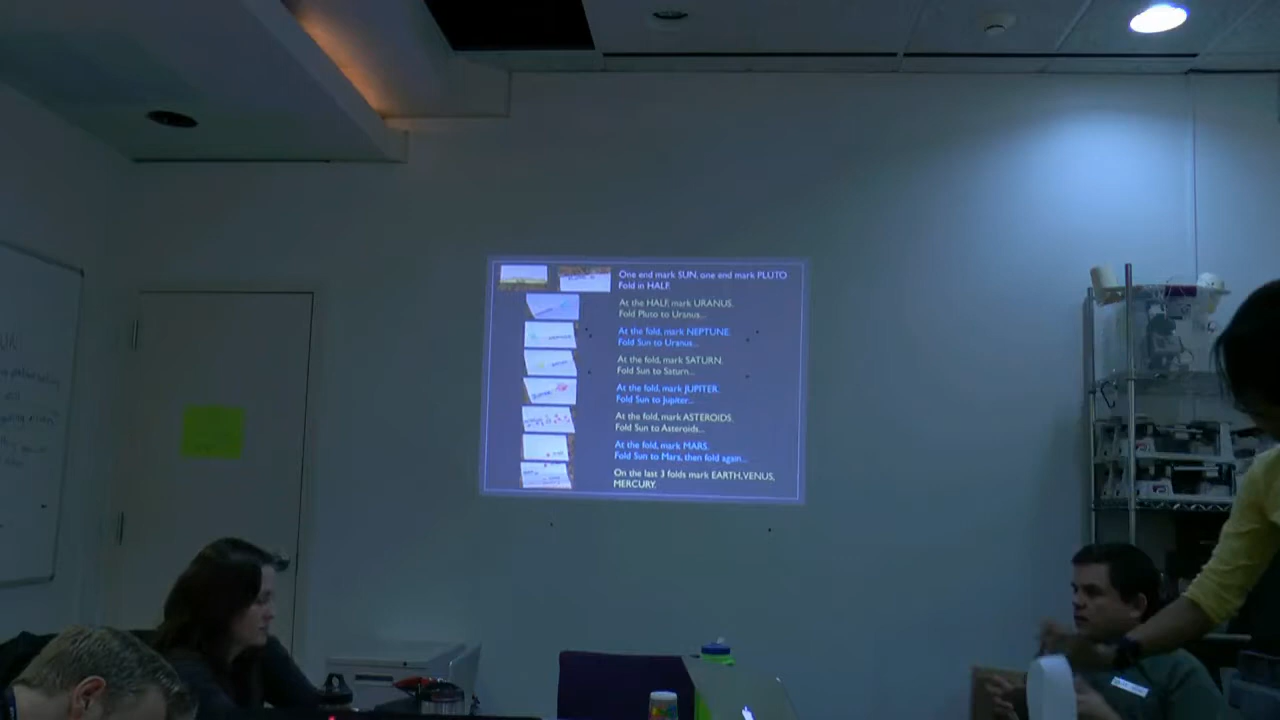 One end mark SUN, one end mark PLUTO
Fold in HALF.
At the HALF, mark URANUS.
Fold Pluto to Uranus...
At the fold, mark NEPTUNE.
Fold Sun to Uranus...
At the fold, mark SATURN.
Fold Sun to Saturn...
At the fold, mark JUPITER.
Fold Sun to Jupiter...
At the fold, mark ASTEROIDS.
Fold Sun to Asteroids...
At the fold, mark MARS.
Fold Sun to Mars, then fold again...
On the last 3 folds mark EARTH, VENUS,
MERCURY.